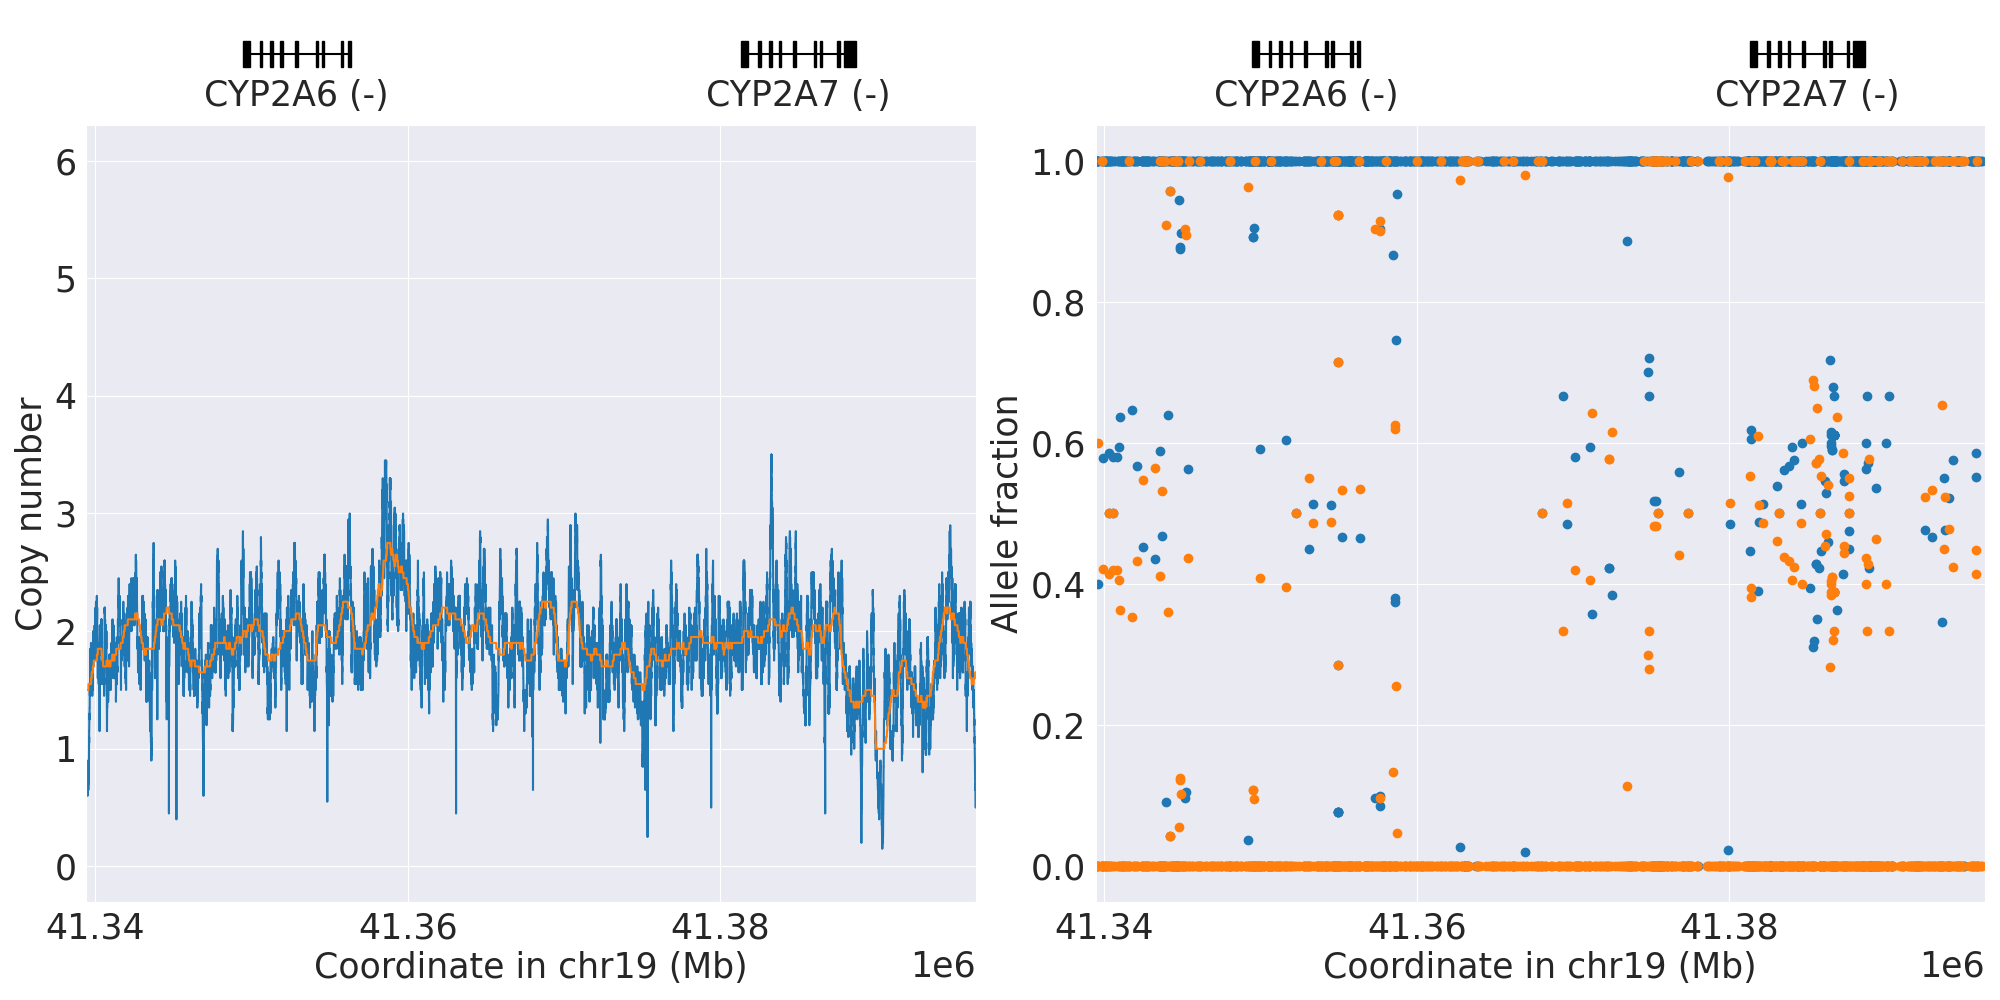 CYP2A6 (-)
CYP2A7 (-)
CYP2A6 (-)
CYP2A7 (-)
Copy number
6
5
4
3
2
1
0
41.34
41.36
41.38
Coordinate in chr19 (Mb)
1e6
Allele fraction
1.0
0.8
0.6
0.4
0.2
0.0
41.34
41.36
41.38
Coordinate in chr19 (Mb)
1e6